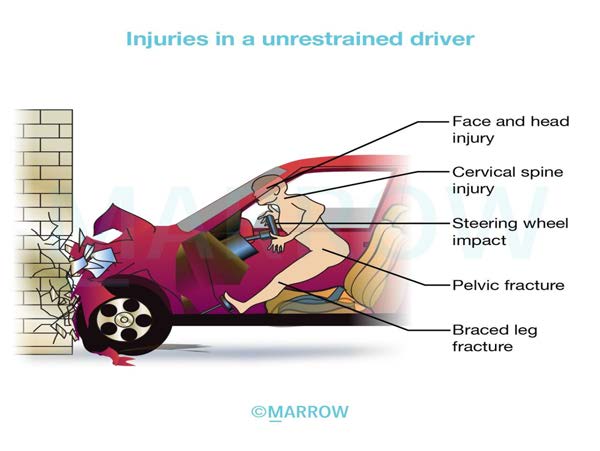 Injuries in a unrestrained driver
Face and head
injury
Cervical spine
injury
Steering wheel
impact
Pelvic fracture
Braced leg
fracture
MARROW
©MARROW